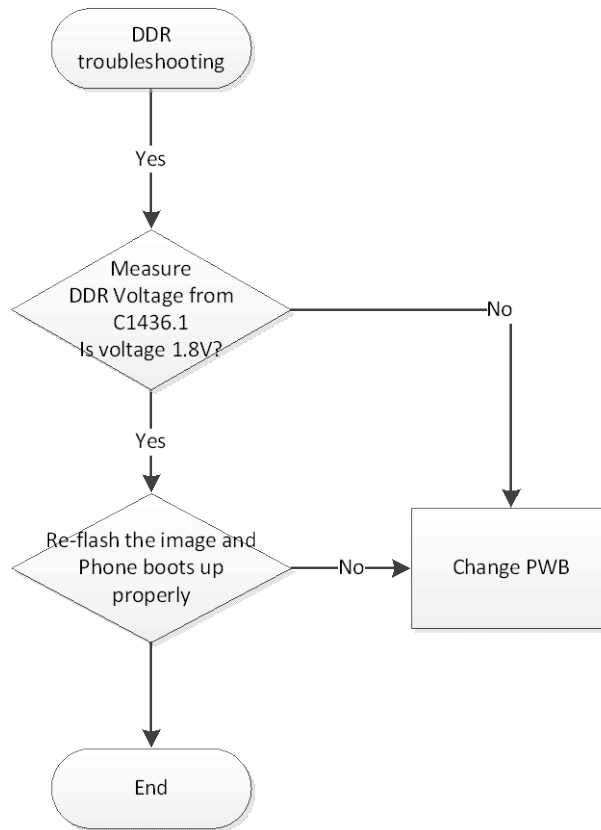 DDR
troubleshooting
Yes
Measure
DDR Voltage from
C1436.1
Is voltage 1.8V?
No
Yes
Re-flash the image and
Phone boots up
properly
No
Change PWB
End